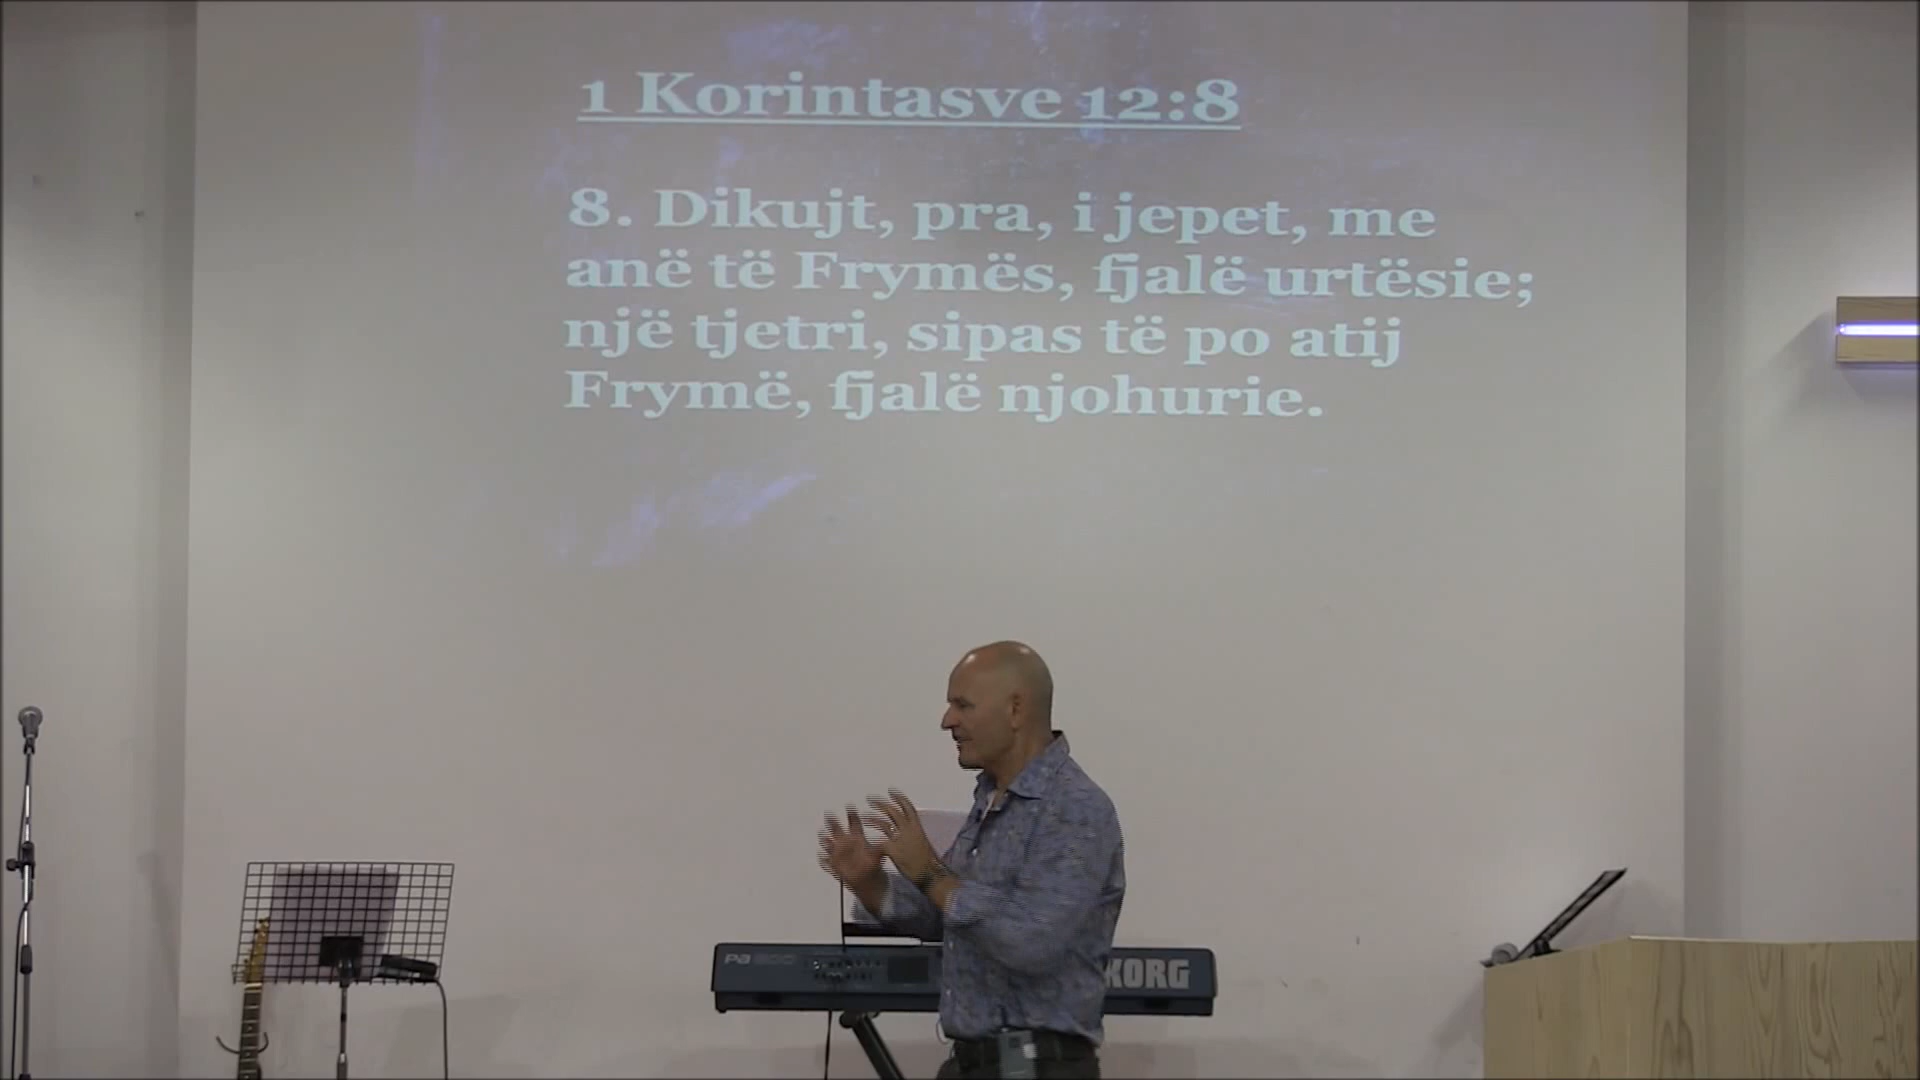 1 Korintasve 12:8
8. Dikujt, pra, i jepet, me
anë të Frymës, fjalë urtësie;
një tjetri, sipas të po atij
Frymë, fjalë njohurie.
KORG